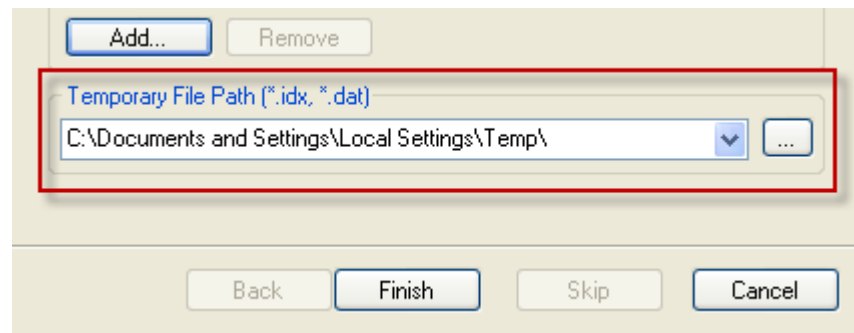 Add... Remove
Temporary File Path (*.idx, *.dat)
C:\Documents and Settings\Local Settings\Temp\ ...
Back Finish Skip Cancel